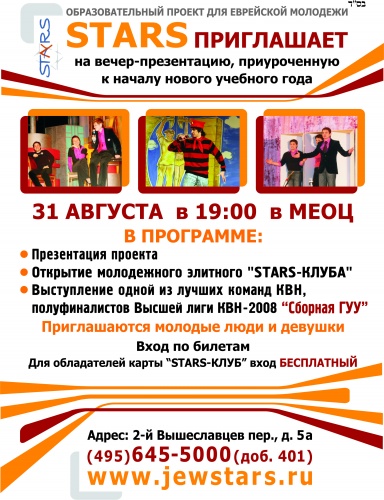 בס"ד
ОБРАЗОВАТЕЛЬНЫЙ ПРОЕКТ ДЛЯ ЕВРЕЙСКОЙ МОЛОДЕЖИ
STARS
STARS ПРИГЛАШАЕТ
на вечер-презентацию, приуроченную
к началу нового учебного года
31 АВГУСТА в 19:00 в МЕОЦ
В ПРОГРАММЕ:
Презентация проекта
Открытие молодежного элитного "STARS-КЛУБА"
Выступление одной из лучших команд КВН,
полуфиналистов Высшей лиги КВН-2008 “Сборная ГУУ”
Приглашаются молодые люди и девушки
Вход по билетам
Для обладателей карты “STARS-КЛУБ” вход БЕСПЛАТНЫЙ
Адрес: 2-й Вышеславцев пер., д. 5а
(495)645-5000 (доб. 401)
www.jewstars.ru